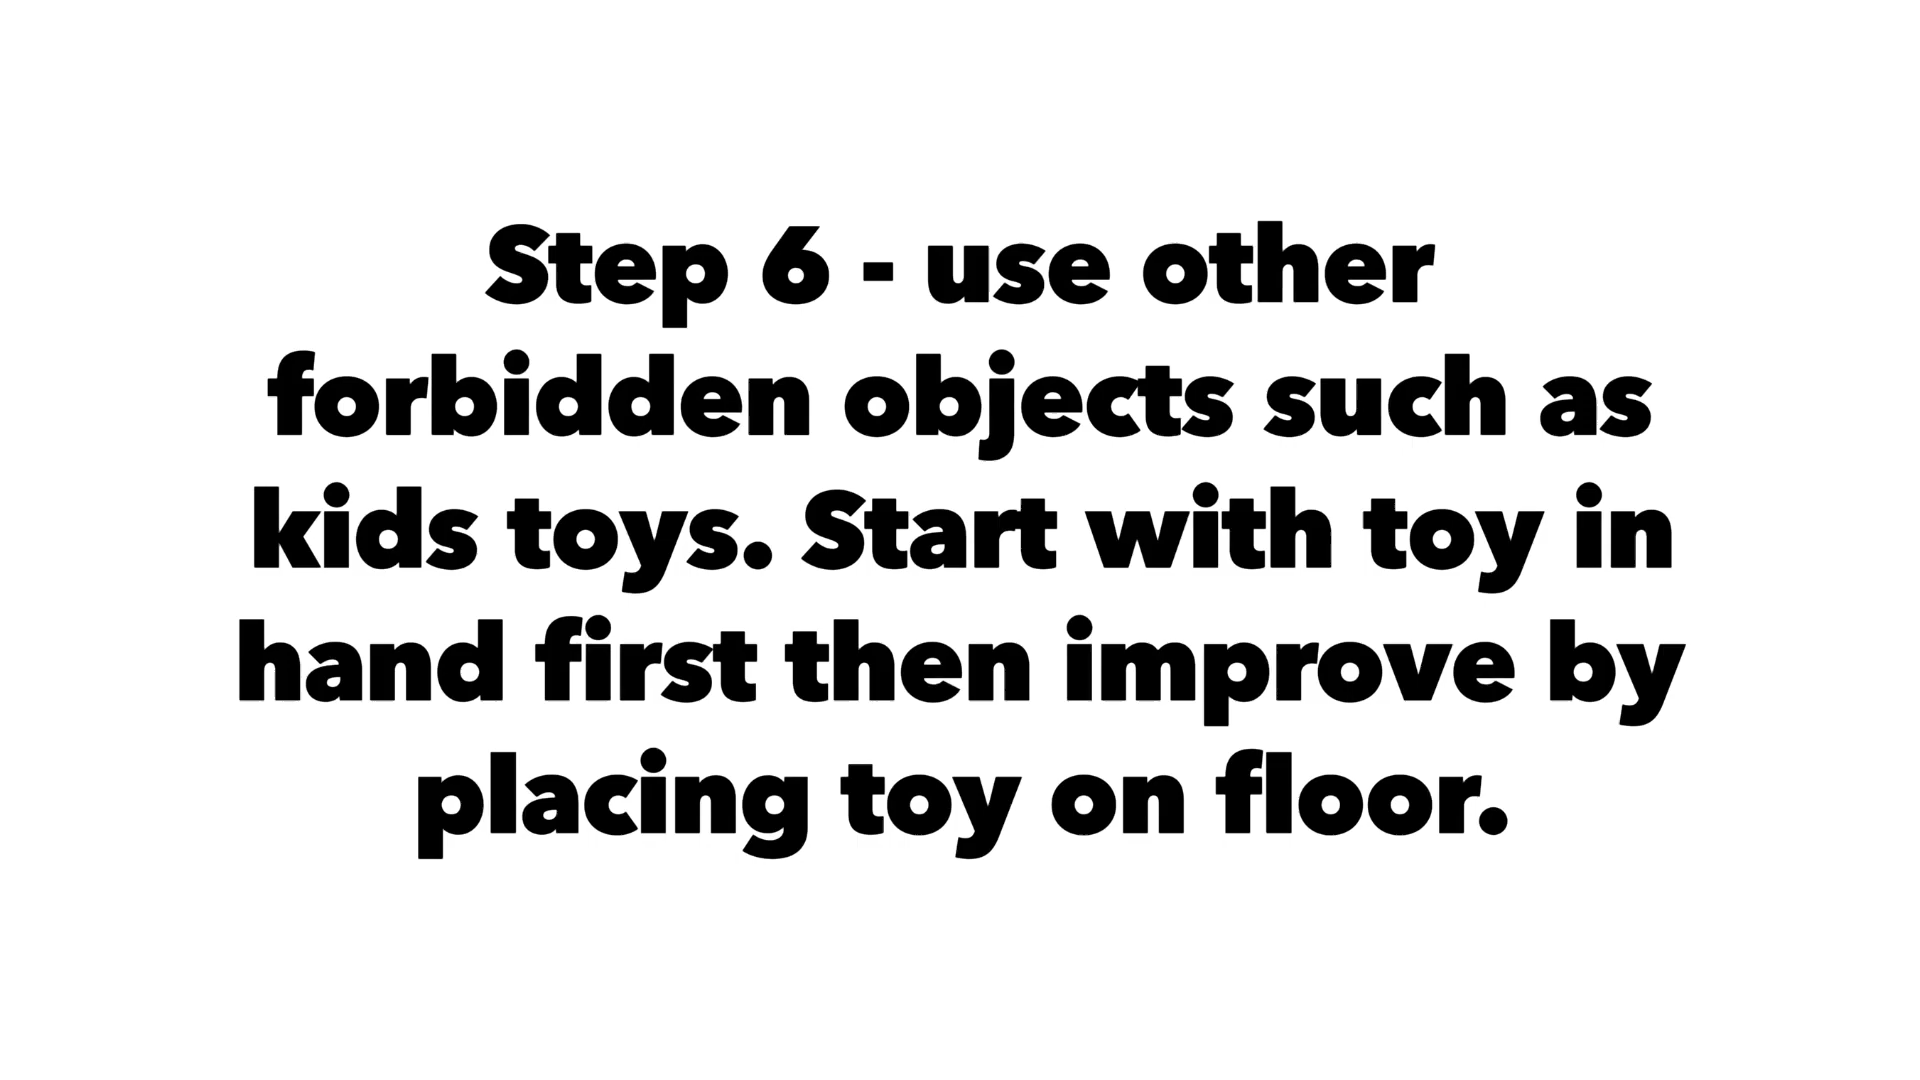 Step 6 - use other
forbidden objects such as
kids toys. Start with toy in
hand first then improve by
placing toy on floor.